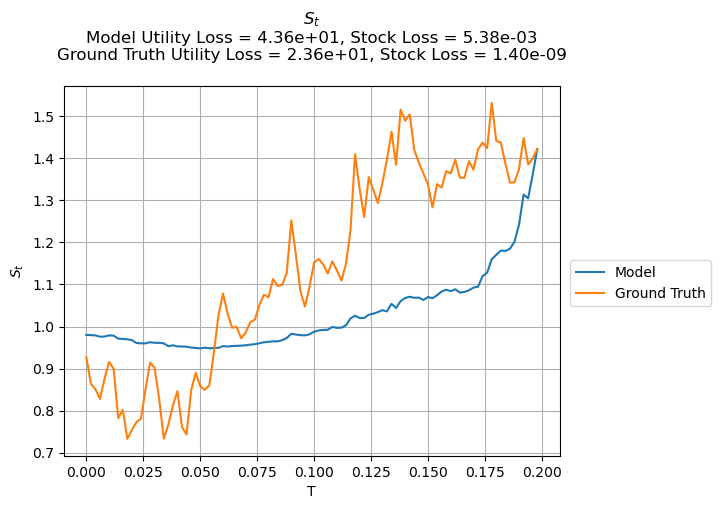 S_t
Model Utility Loss = 4.36e+01, Stock Loss = 5.38e-03
Ground Truth Utility Loss = 2.36e+01, Stock Loss = 1.40e-09
1.5
1.4
1.3
1.2
1.1
1.0
0.9
0.8
0.7
S_t
0.000 0.025 0.050 0.075 0.100 0.125 0.150 0.175 0.200
T
Model
Ground Truth